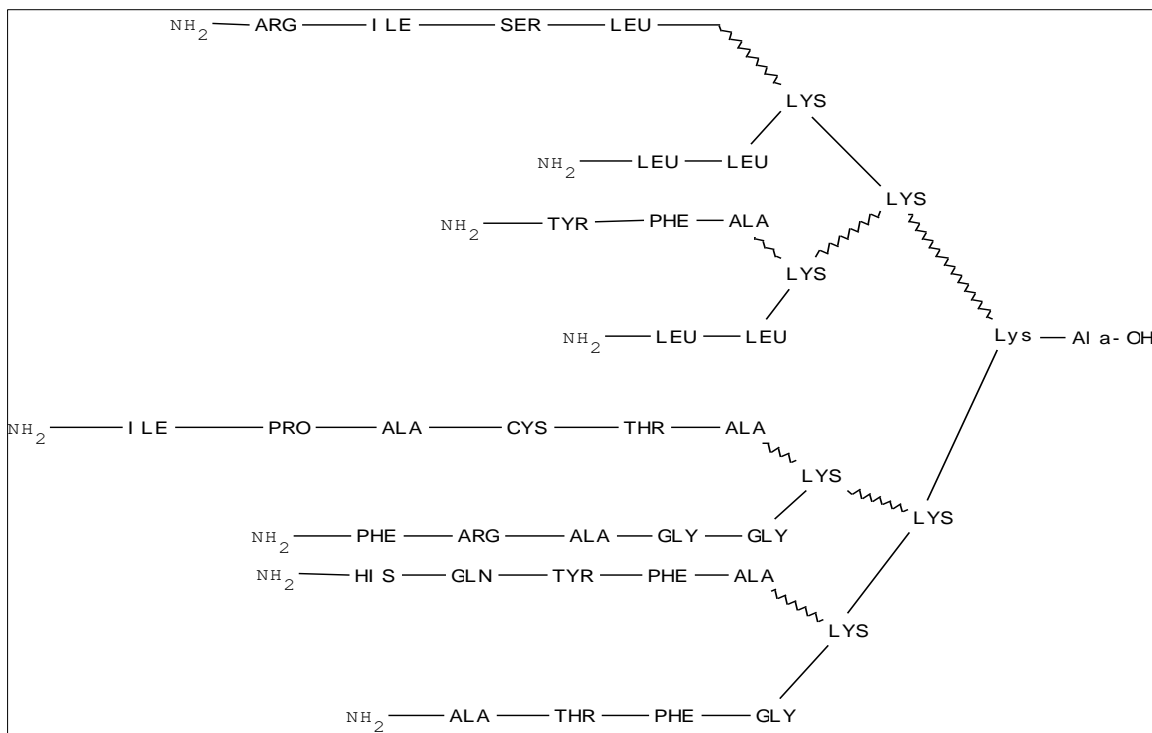 NH2 ARG ILE SER LEU
LYS
NH2 LEU LEU
LYS
NH2 TYR PHE ALA
LYS
NH2 LEU LEU
Lys Ala-OH
NH2 ILE PRO ALA CYS THR ALA
LYS
LYS
NH2 PHE ARG ALA GLY GLY
NH2 HIS GLN TYR PHE ALA
LYS
NH2 ALA THR PHE GLY